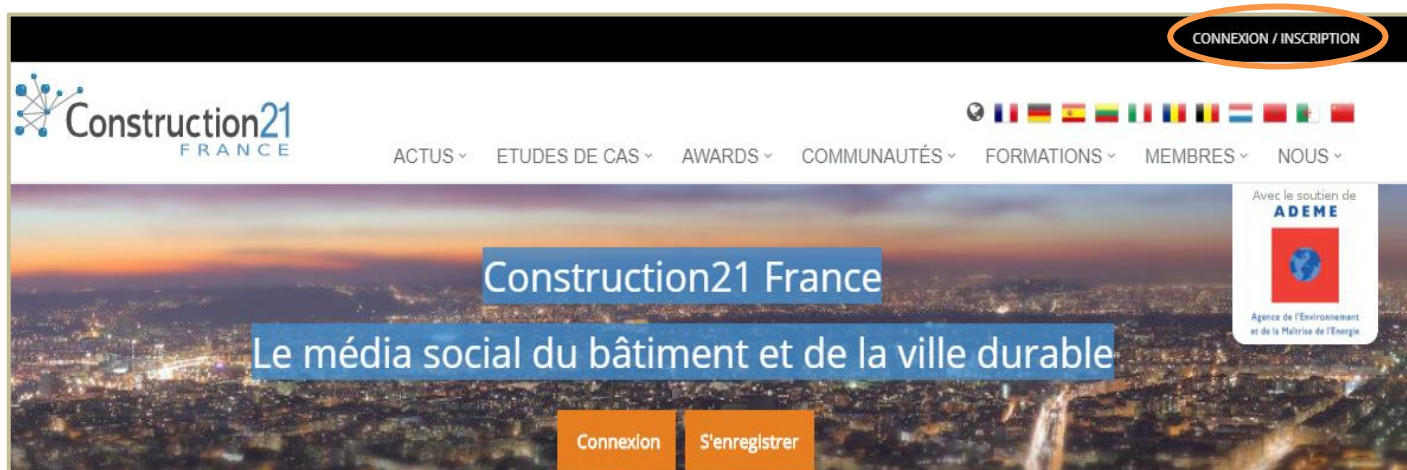 CONNEXION / INSCRIPTION
Construction21
FRANCE
ACTUS ETUDES DE CAS AWARDS COMMUNAUTÉS FORMATIONS MEMBRES NOUS
Avec le soutien de
ADEME
Agence de l'Environnement
et de la Maîtrise de l'Energie
Construction21 France
Le média social du bâtiment et de la ville durable
Connexion S'enregistrer